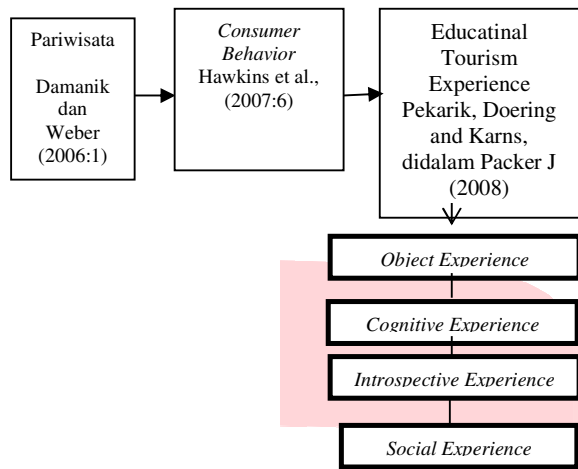 Pariwisata
Damanik
dan
Weber
(2006:1)
Consumer
Behavior
Hawkins et al.,
(2007:6)
Educatinal
Tourism
Experience
Pekarik, Doering
and Karns,
didalam Packer J
(2008)
Object Experience
Cognitive Experience
Introspective Experience
Social Experience